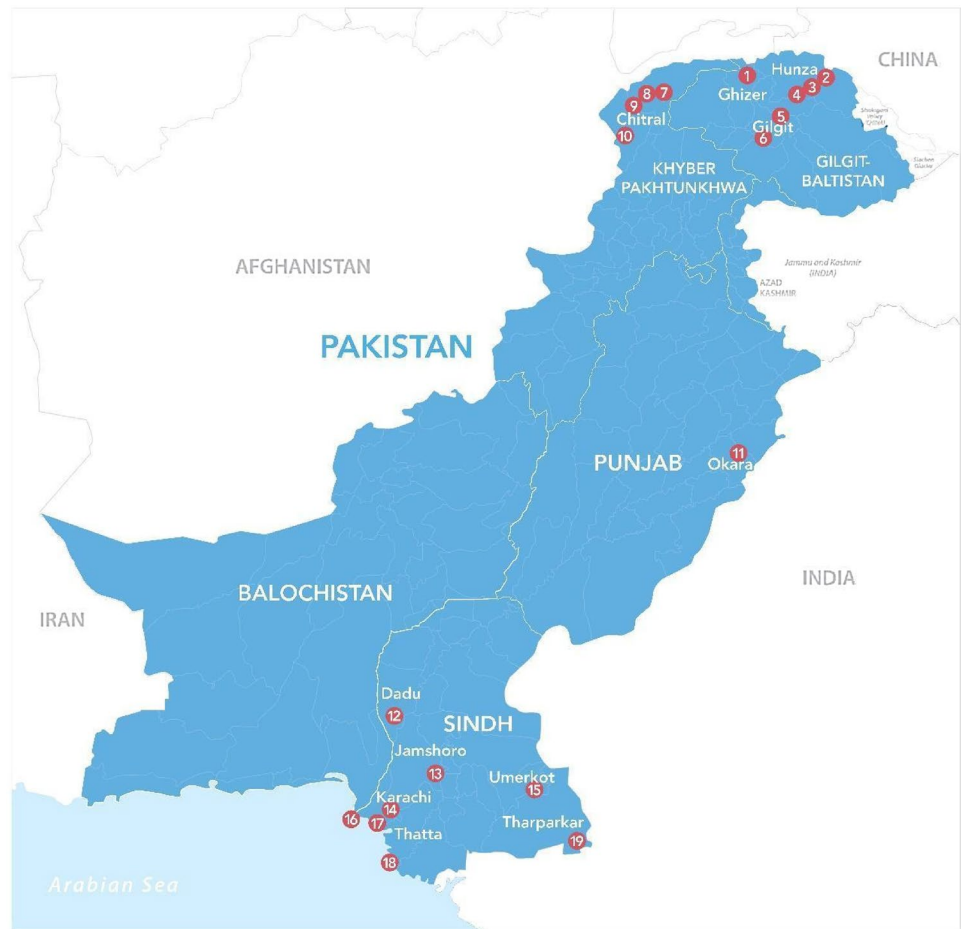 CHINA
Hunza
1
2
3
4
Ghizer
8
7
9
Chitral
5
Gilgit
6
10
KHYBER
PAKHTUNKHWA
GILGIT-
BALTISTAN
AFGHANISTAN
Jammu and Kashmir
(INDIA)
AZAD
KASHMIR
PAKISTAN
11
Okara
PUNJAB
INDIA
BALOCHISTAN
IRAN
Dadu
12
SINDH
Jamshoro
13
Umerkot
15
Karachi
14
16
17
Thatta
Tharparkar
19
18
Arabian Sea